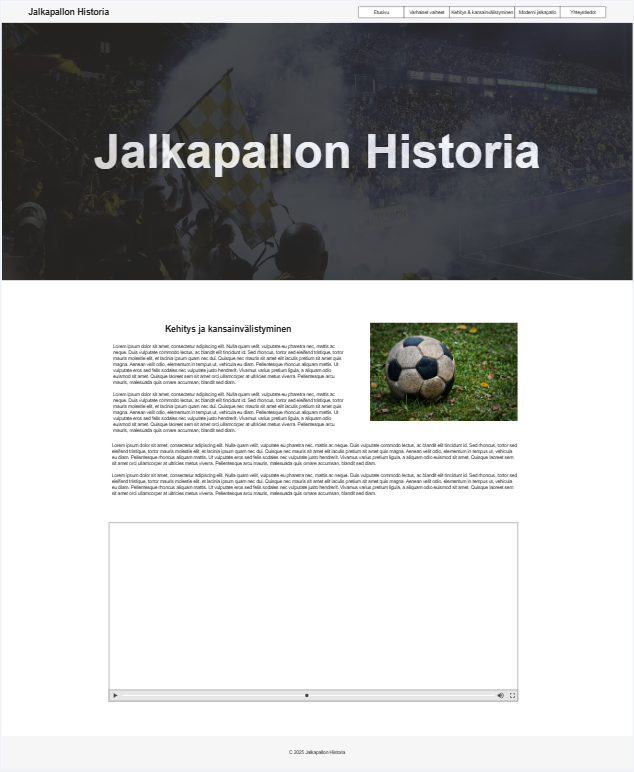 Jalkapallon Historia
Etusivu
Varhaiset vaiheet
Kehitys & kansainvälistyminen
Moderni jalkapallo
Yhteystiedot
Jalkapallon Historia
Kehitys ja kansainvälistyminen
Lorem ipsum dolor sit amet, consectetur adipiscing elit. Nulla quam velit, vulputate eu pharetra nec, mattis ac
neque. Duis vulputate commodo lectus, ac blandit elit tincidunt id. Sed rhoncus, tortor sed eleifend tristique, tortor
mauris molestie elit, et lacinia ipsum quam nec dui. Quisque nec mauris sit amet elit iaculis pretium sit amet quis
magna. Aenean velit odio, elementum in tempus ut, vehicula eu diam. Pellentesque rhoncus aliquam mattis. Ut
vulputate eros sed felis sodales nec vulputate justo hendrerit. Vivamus varius pretium ligula, a aliquam odio
euismod sit amet. Quisque laoreet sem sit amet orci ullamcorper at ultricies metus viverra. Pellentesque arcu
mauris, malesuada quis ornare accumsan, blandit sed diam.
Lorem ipsum dolor sit amet, consectetur adipiscing elit. Nulla quam velit, vulputate eu pharetra nec, mattis ac
neque. Duis vulputate commodo lectus, ac blandit elit tincidunt id. Sed rhoncus, tortor sed eleifend tristique, tortor
mauris molestie elit, et lacinia ipsum quam nec dui. Quisque nec mauris sit amet elit iaculis pretium sit amet quis
magna. Aenean velit odio, elementum in tempus ut, vehicula eu diam. Pellentesque rhoncus aliquam mattis. Ut
vulputate eros sed felis sodales nec vulputate justo hendrerit. Vivamus varius pretium ligula, a aliquam odio
euismod sit amet. Quisque laoreet sem sit amet orci ullamcorper at ultricies metus viverra. Pellentesque arcu
mauris, malesuada quis ornare accumsan, blandit sed diam.
Lorem ipsum dolor sit amet, consectetur adipiscing elit. Nulla quam velit, vulputate eu pharetra nec, mattis ac neque. Duis vulputate commodo lectus, ac blandit elit tincidunt id. Sed rhoncus, tortor sed
eleifend tristique, tortor mauris molestie elit, et lacinia ipsum quam nec dui. Quisque nec mauris sit amet elit iaculis pretium sit amet quis magna. Aenean velit odio, elementum in tempus ut, vehicula
eu diam. Pellentesque rhoncus aliquam mattis. Ut vulputate eros sed felis sodales nec vulputate justo hendrerit. Vivamus varius pretium ligula, a aliquam odio euismod sit amet. Quisque laoreet sem
sit amet orci ullamcorper at ultricies metus viverra. Pellentesque arcu mauris, malesuada quis ornare accumsan, blandit sed diam.
Lorem ipsum dolor sit amet, consectetur adipiscing elit. Nulla quam velit, vulputate eu pharetra nec, mattis ac neque. Duis vulputate commodo lectus, ac blandit elit tincidunt id. Sed rhoncus, tortor sed
eleifend tristique, tortor mauris molestie elit, et lacinia ipsum quam nec dui. Quisque nec mauris sit amet elit iaculis pretium sit amet quis magna. Aenean velit odio, elementum in tempus ut, vehicula
eu diam. Pellentesque rhoncus aliquam mattis. Ut vulputate eros sed felis sodales nec vulputate justo hendrerit. Vivamus varius pretium ligula, a aliquam odio euismod sit amet. Quisque laoreet sem
sit amet orci ullamcorper at ultricies metus viverra. Pellentesque arcu mauris, malesuada quis ornare accumsan, blandit sed diam.
© 2025 Jalkapallon Historia